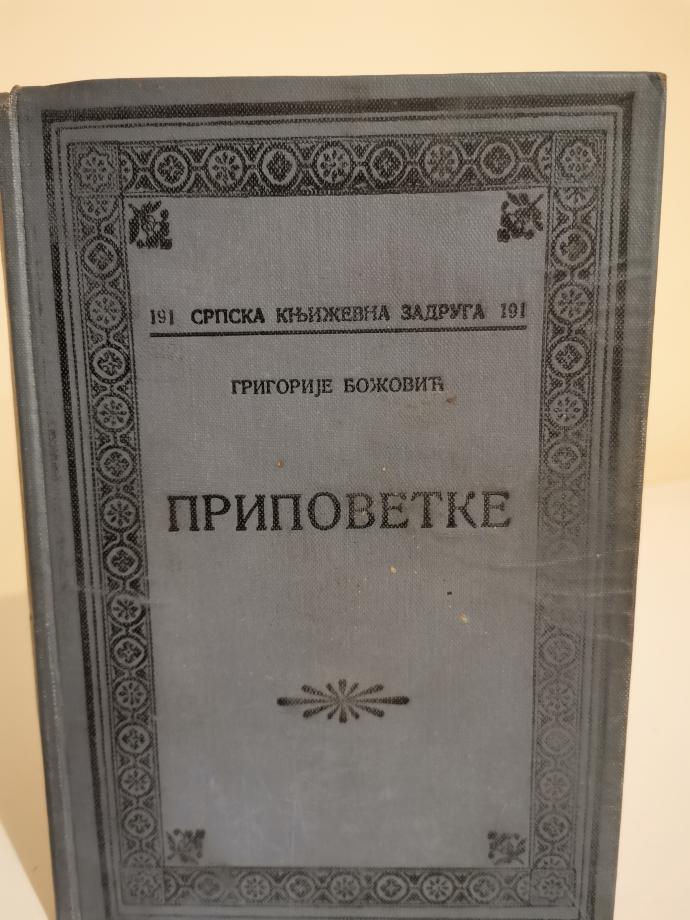 191 СРПСКА КЊИЖЕВНА ЗАДРУГА 191
ГРИГОРИЈЕ БОЖОВИЋ
ПРИПОВЕТКЕ